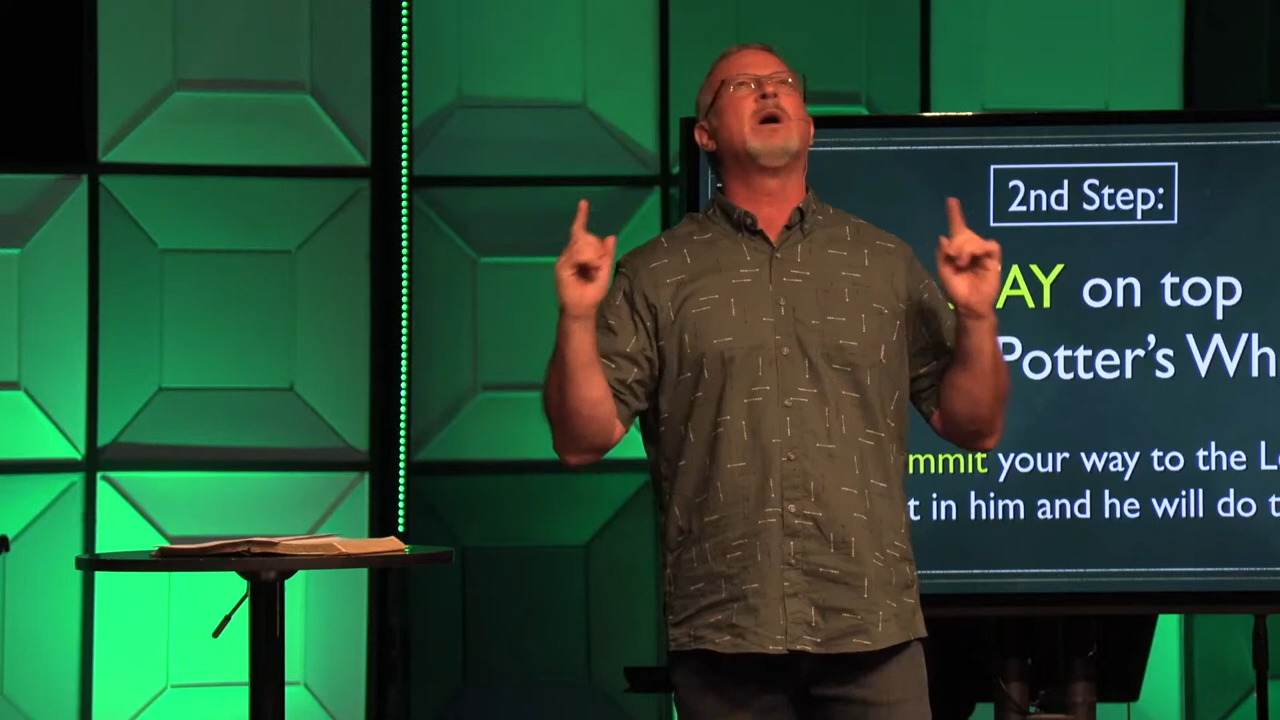 2nd Step:
AY on top
Potter's Wh
mmit your way to the L
t in him and he will do t